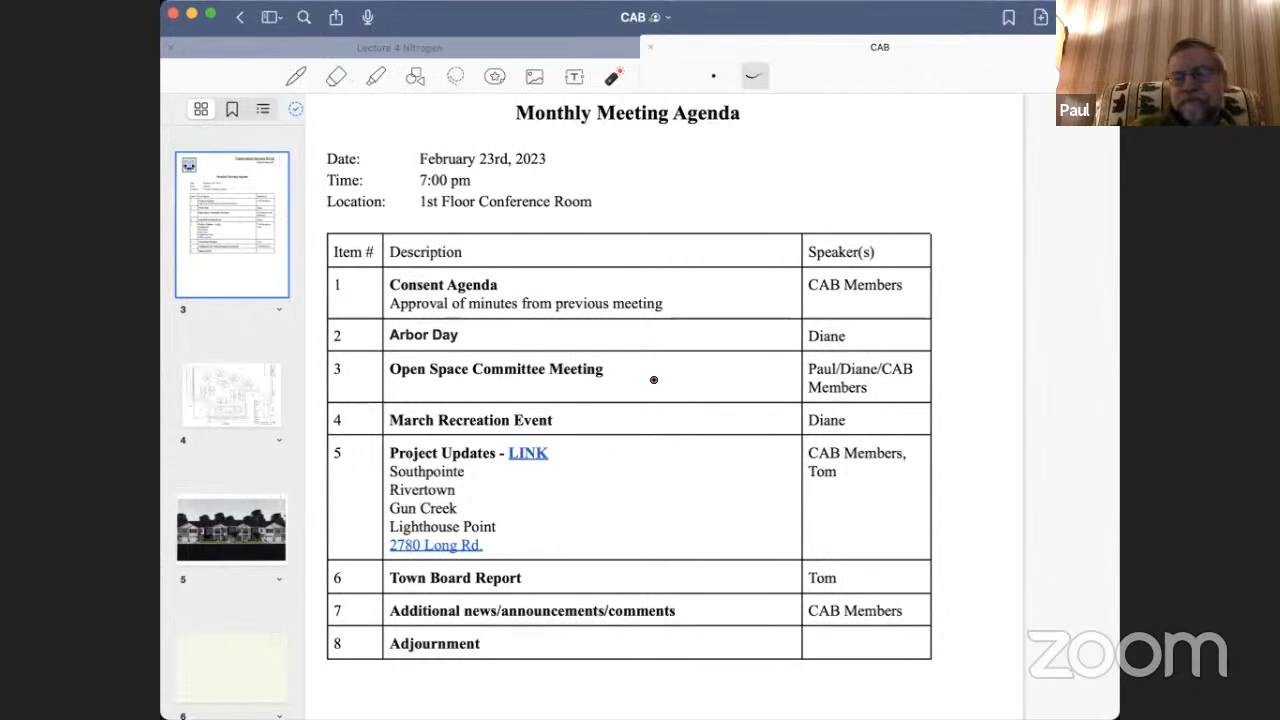 CAB
Lecture 4 Nitrogen
CAB
Paul
Monthly Meeting Agenda
Date: February 23rd, 2023
Time: 7:00 pm
Location: 1st Floor Conference Room
Item # Description Speaker(s)
1 Consent Agenda CAB Members
Approval of minutes from previous meeting
2 Arbor Day Diane
3 Open Space Committee Meeting Paul/Diane/CAB
Members
4 March Recreation Event Diane
5 Project Updates - LINK CAB Members,
Southpointe Tom
Rivertown
Gun Creek
Lighthouse Point
2780 Long Rd.
6 Town Board Report Tom
7 Additional news/announcements/comments CAB Members
8 Adjournment
3
4
5
6
zoom